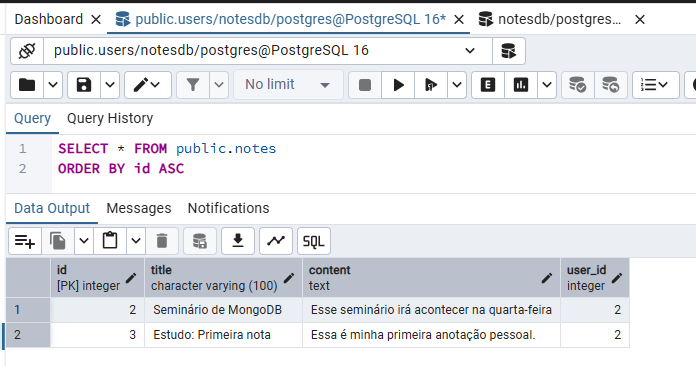 Dashboard public.users/notesdb/postgres@PostgreSQL 16* notesdb/postgres...
public.users/notesdb/postgres@PostgreSQL 16
No limit E
Query Query History
1 SELECT * FROM public.notes
2 ORDER BY id ASC
Data Output Messages Notifications
SQL
id title content user_id
[PK] integer character varying (100) text integer
1 2 Seminário de MongoDB Esse seminário irá acontecer na quarta-feira 2
2 3 Estudo: Primeira nota Essa é minha primeira anotação pessoal. 2